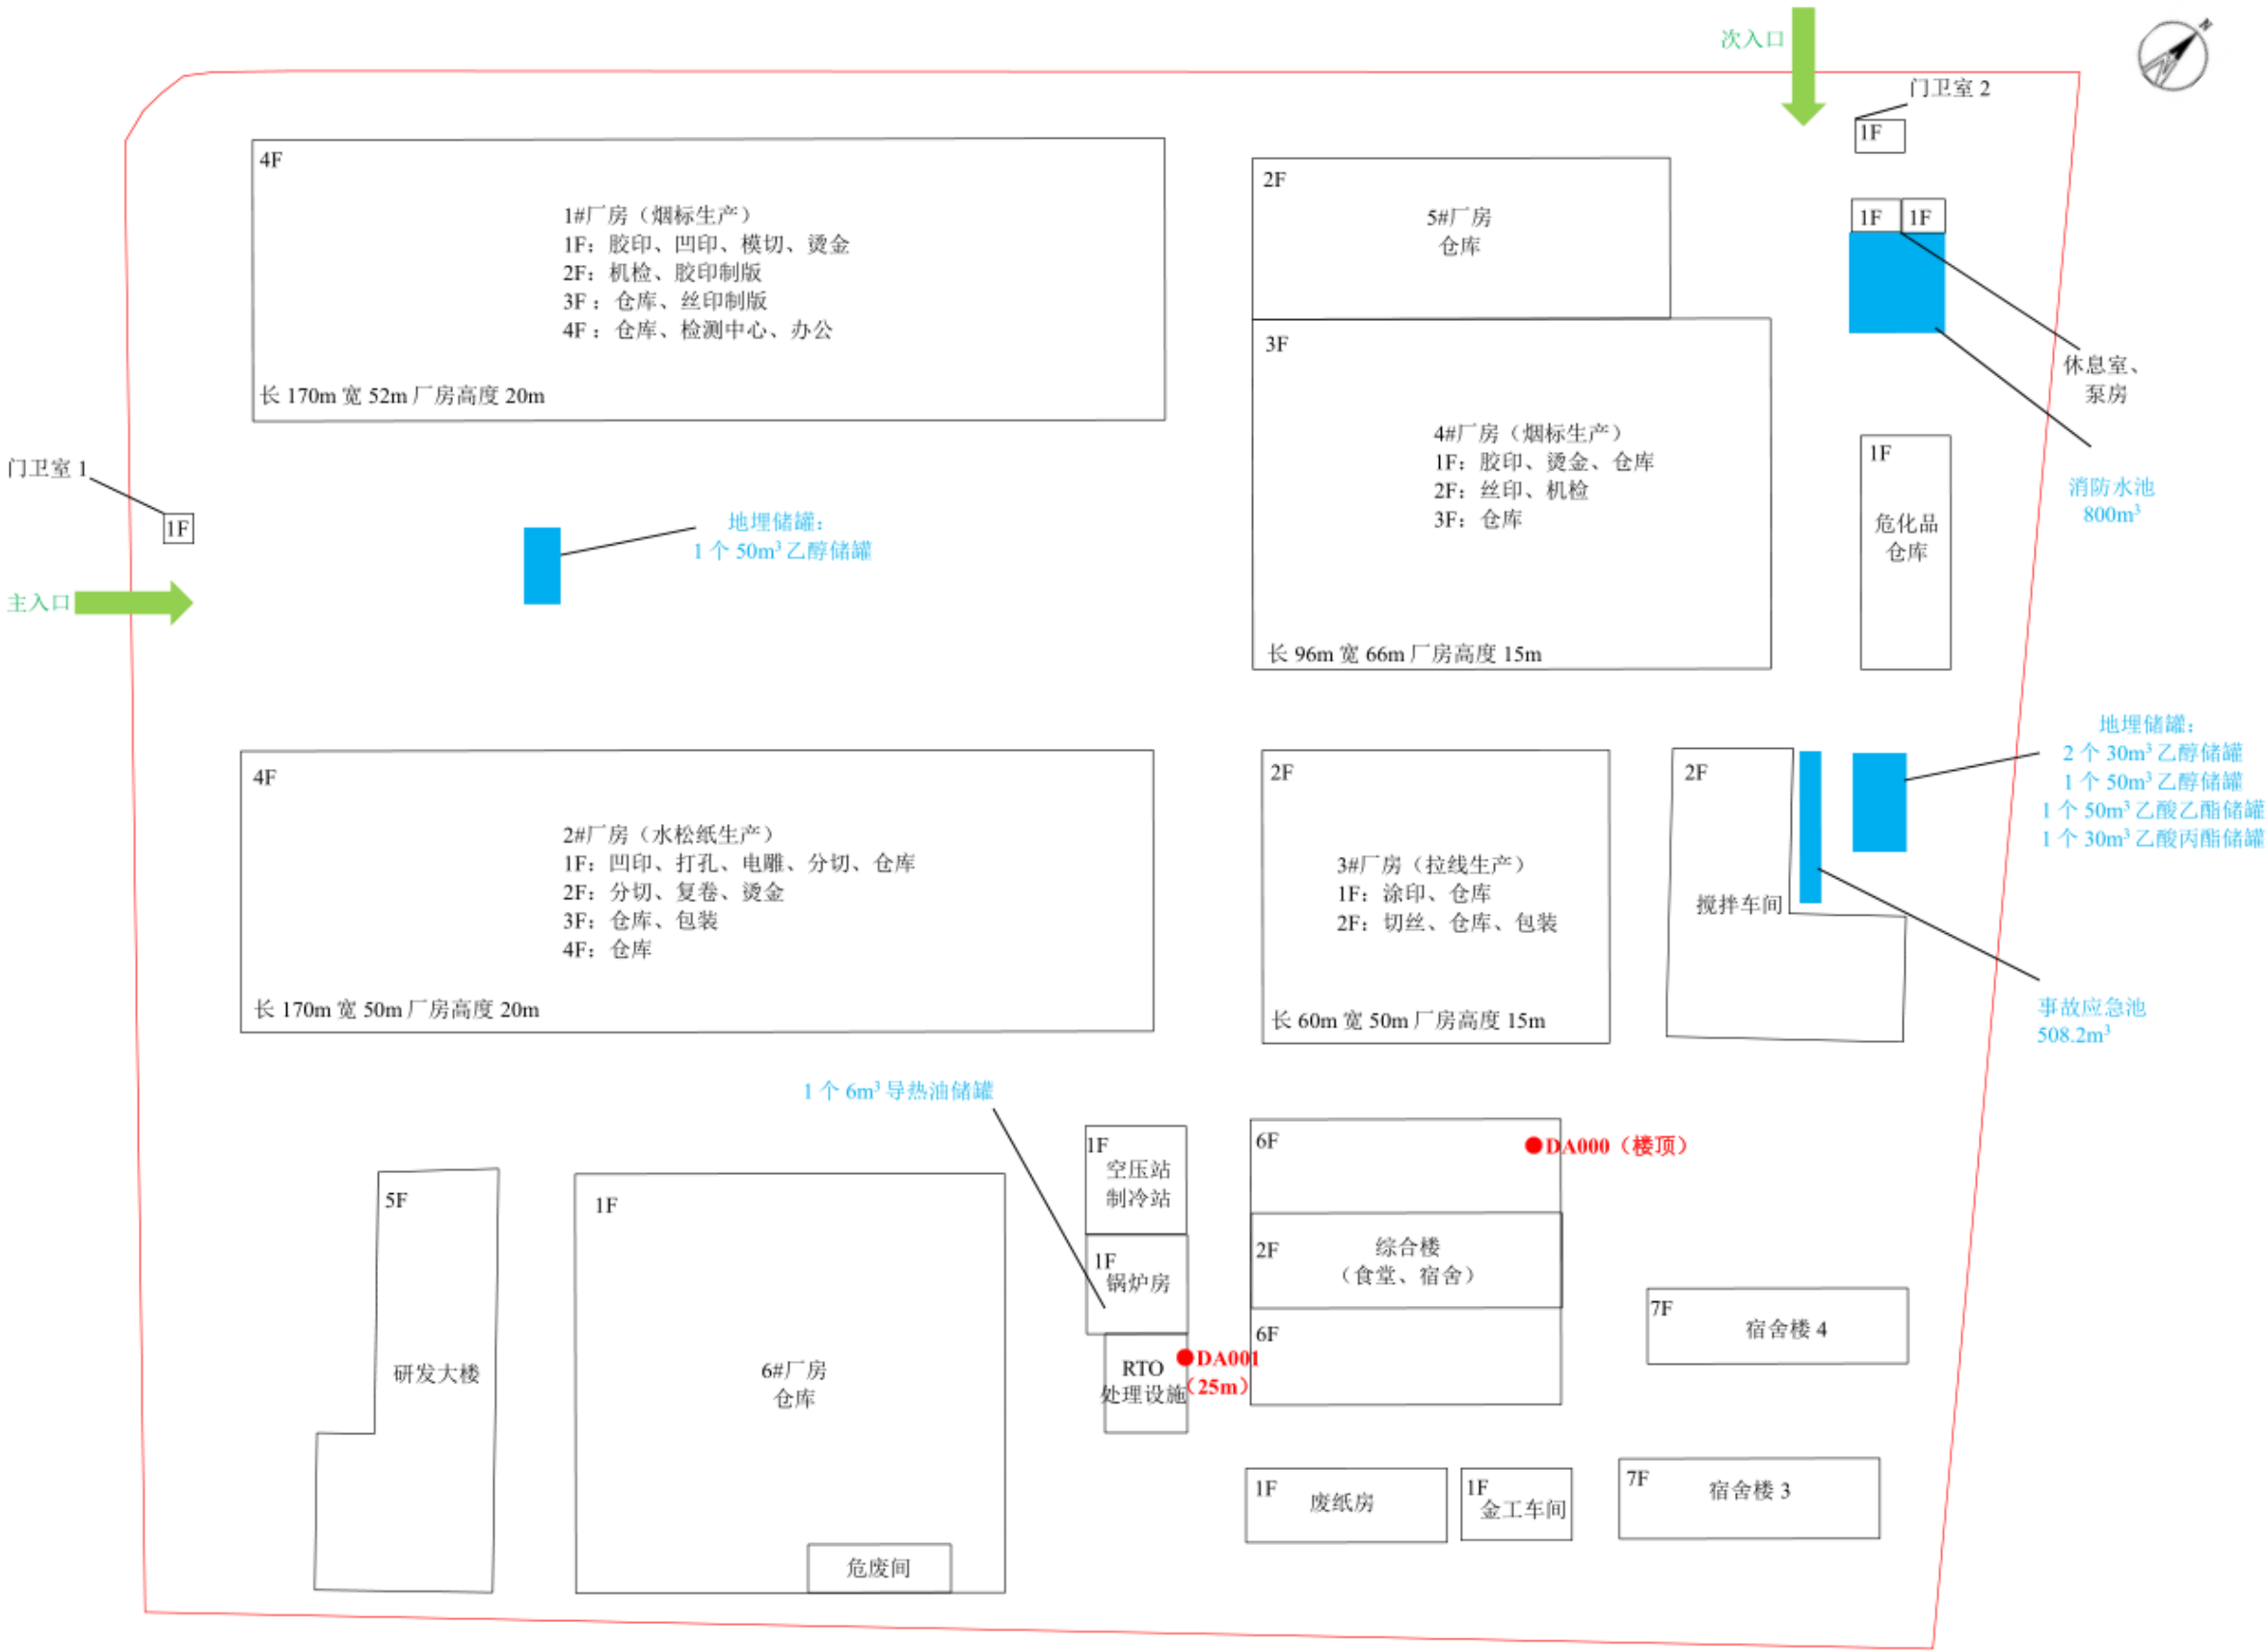 次入口
N
门卫室 2
1F
4F
1#厂房（烟标生产）
1F：胶印、凹印、模切、烫金
2F：机检、胶印制版
3F：仓库、丝印制版
4F：仓库、检测中心、办公
长 170m 宽 52m 厂房高度 20m
2F
5#厂房
仓库
1F
1F
休息室、
泵房
3F
4#厂房（烟标生产）
1F：胶印、烫金、仓库
2F：丝印、机检
3F：仓库
长 96m 宽 66m 厂房高度 15m
消防水池
800m³
1F
危化品
仓库
门卫室 1
1F
主入口
地埋储罐：
1 个 50m³ 乙醇储罐
4F
2#厂房（水松纸生产）
1F：凹印、打孔、电雕、分切、仓库
2F：分切、复卷、烫金
3F：仓库、包装
4F：仓库
长 170m 宽 50m 厂房高度 20m
2F
3#厂房（拉线生产）
1F：涂印、仓库
2F：切丝、仓库、包装
长 60m 宽 50m 厂房高度 15m
2F
搅拌车间
地埋储罐：
2 个 30m³ 乙醇储罐
1 个 50m³ 乙醇储罐
1 个 50m³ 乙酸乙酯储罐
1 个 30m³ 乙酸丙酯储罐
事故应急池
508.2m³
1 个 6m³ 导热油储罐
5F
研发大楼
1F
6#厂房
仓库
危废间
1F
空压站
制冷站
1F
锅炉房
RTO
处理设施
DA001
（25m）
6F
DA000（楼顶）
2F
综合楼
（食堂、宿舍）
6F
7F
宿舍楼 4
1F
废纸房
1F
金工车间
7F
宿舍楼 3